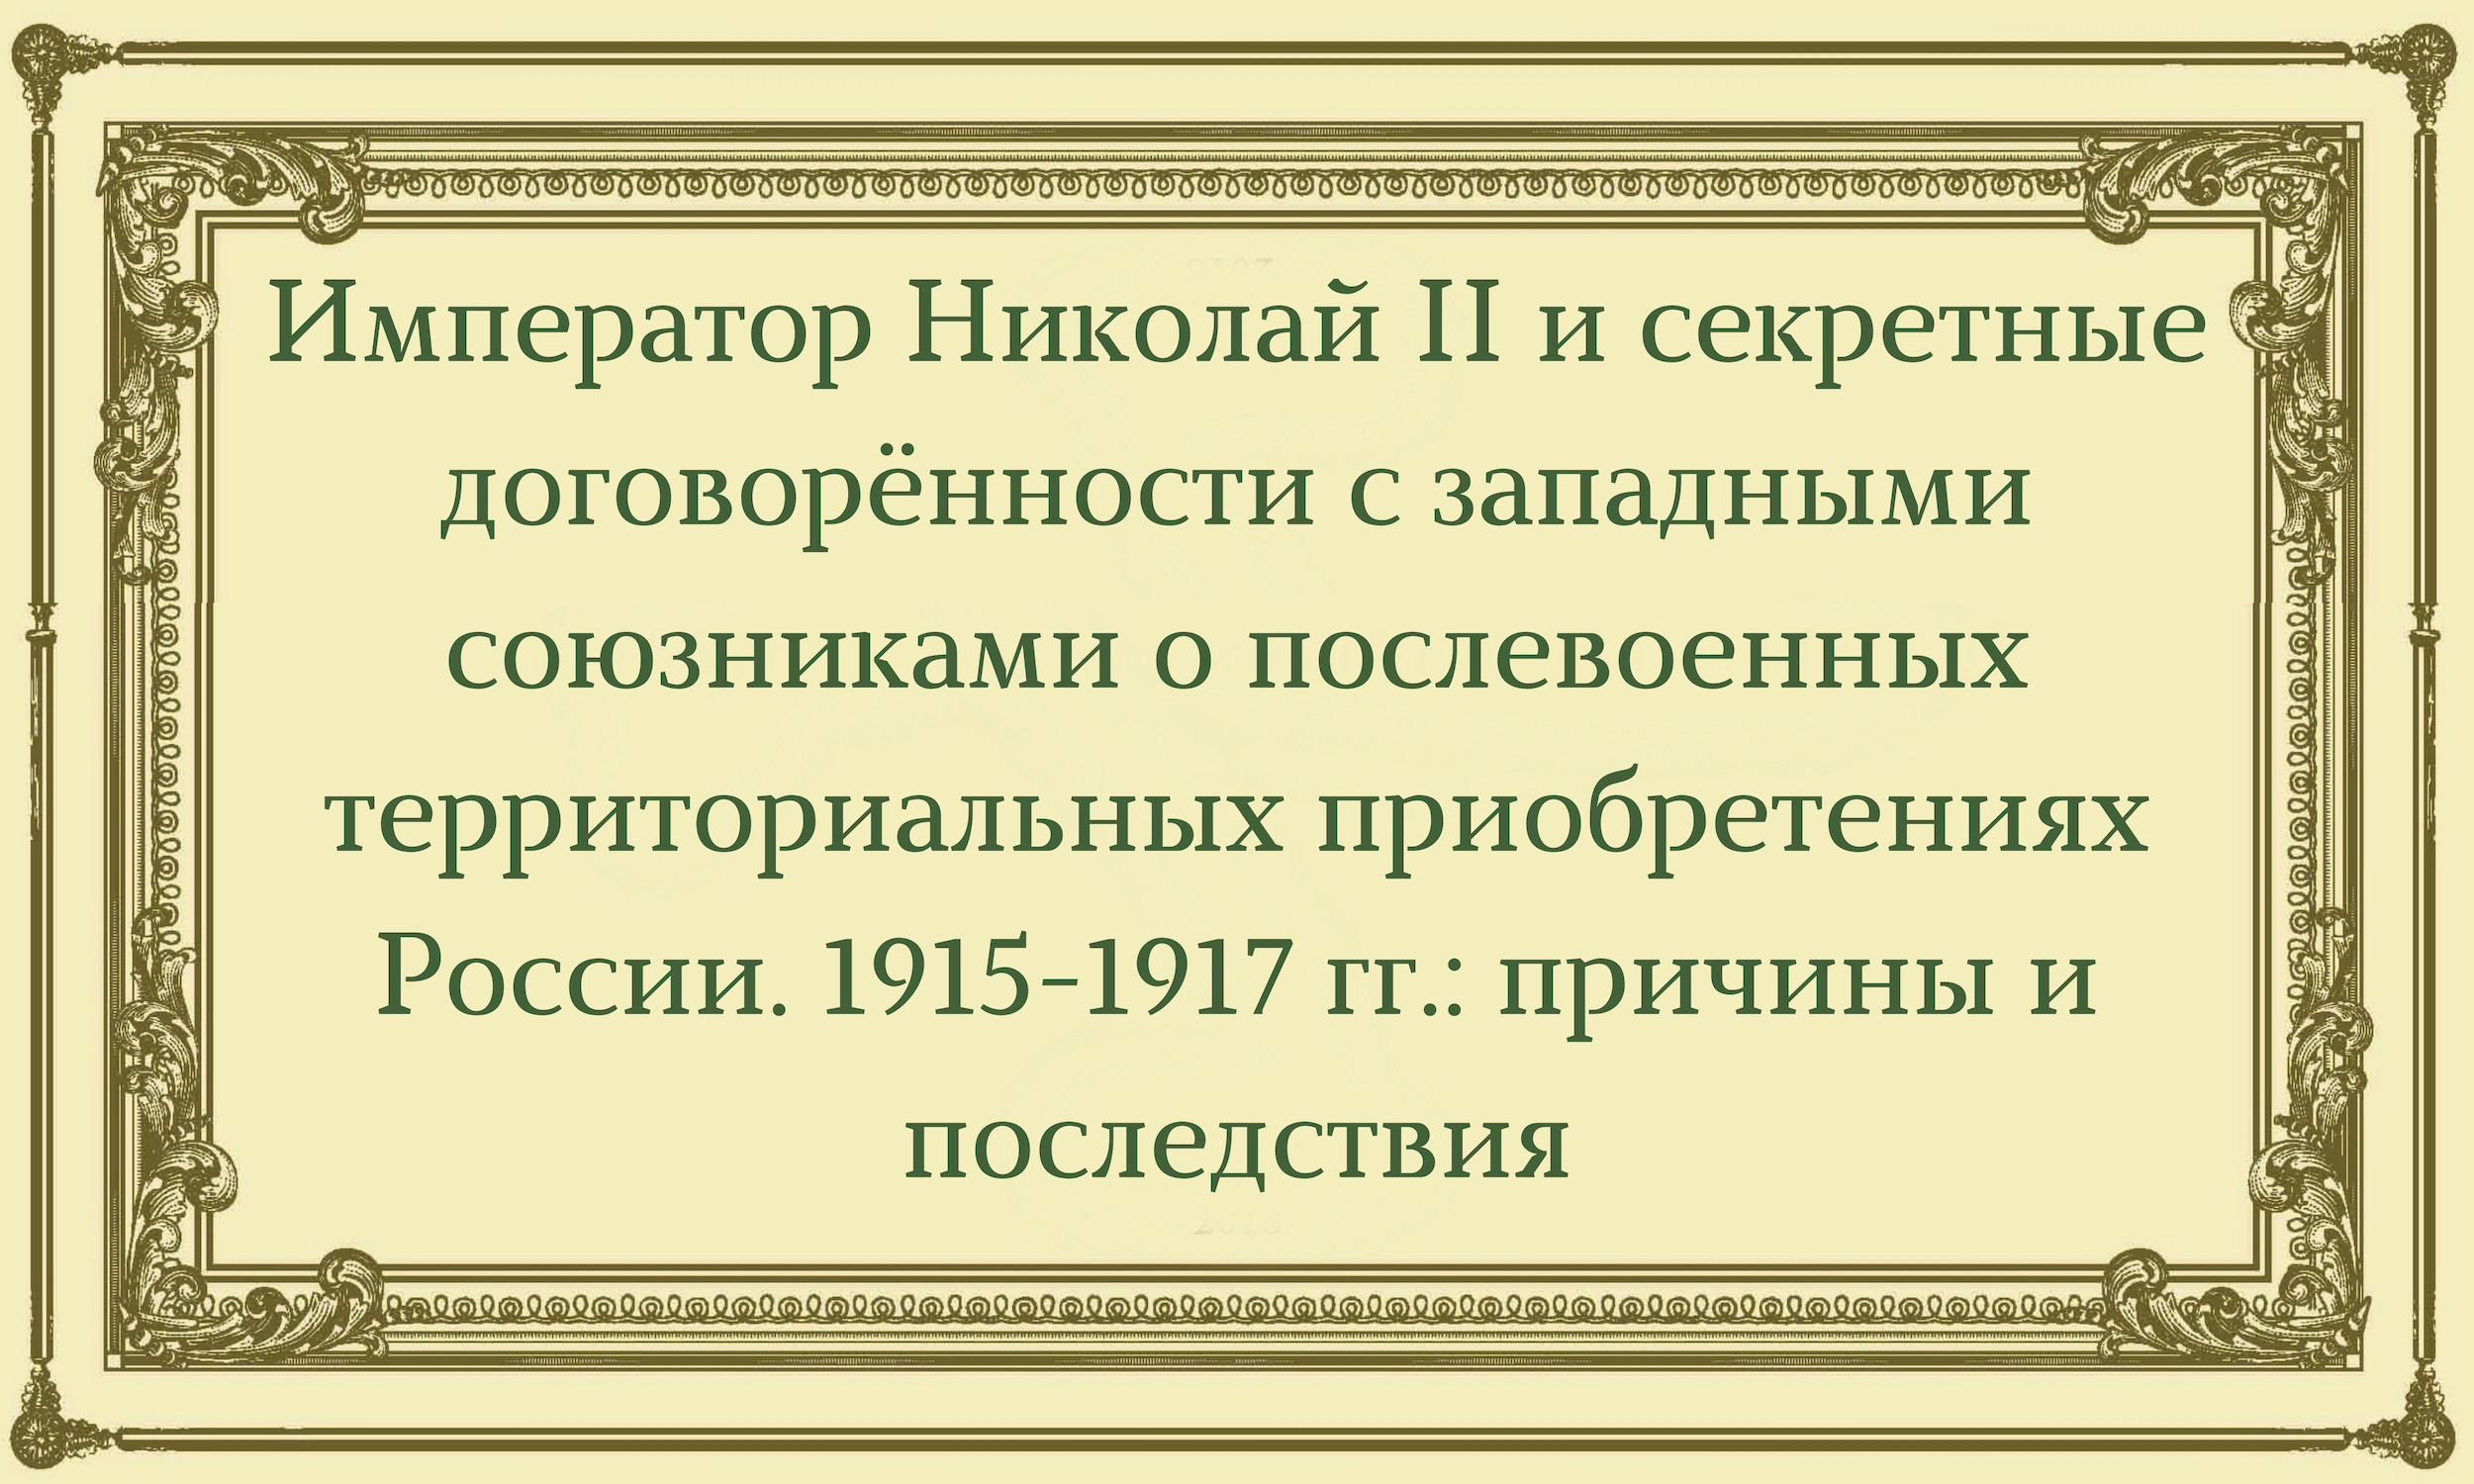 Император Николай II и секретные
договорённости с западными
союзниками о послевоенных
территориальных приобретениях
России. 1915-1917 гг.: причины и
последствия